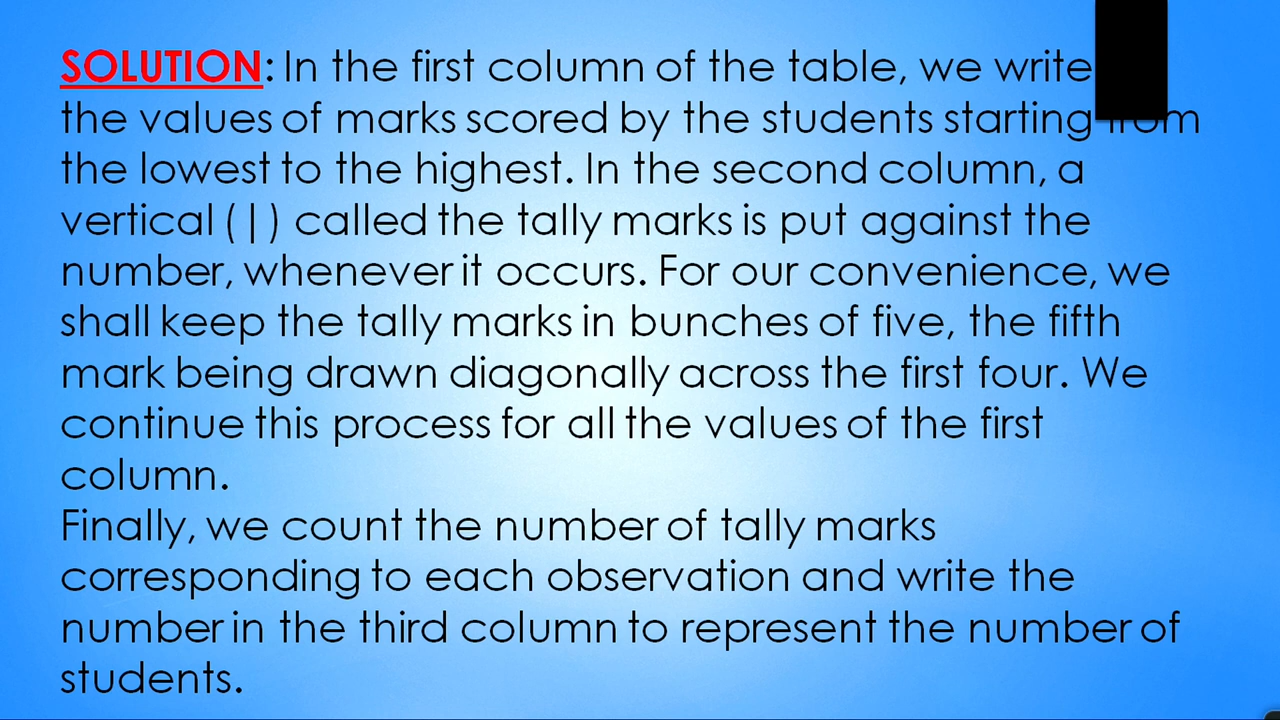 SOLUTION: In the first column of the table, we write
the values of marks scored by the students starting from
the lowest to the highest. In the second column, a
vertical (|) called the tally marks is put against the
number, whenever it occurs. For our convenience, we
shall keep the tally marks in bunches of five, the fifth
mark being drawn diagonally across the first four. We
continue this process for all the values of the first
column.
Finally, we count the number of tally marks
corresponding to each observation and write the
number in the third column to represent the number of
students.